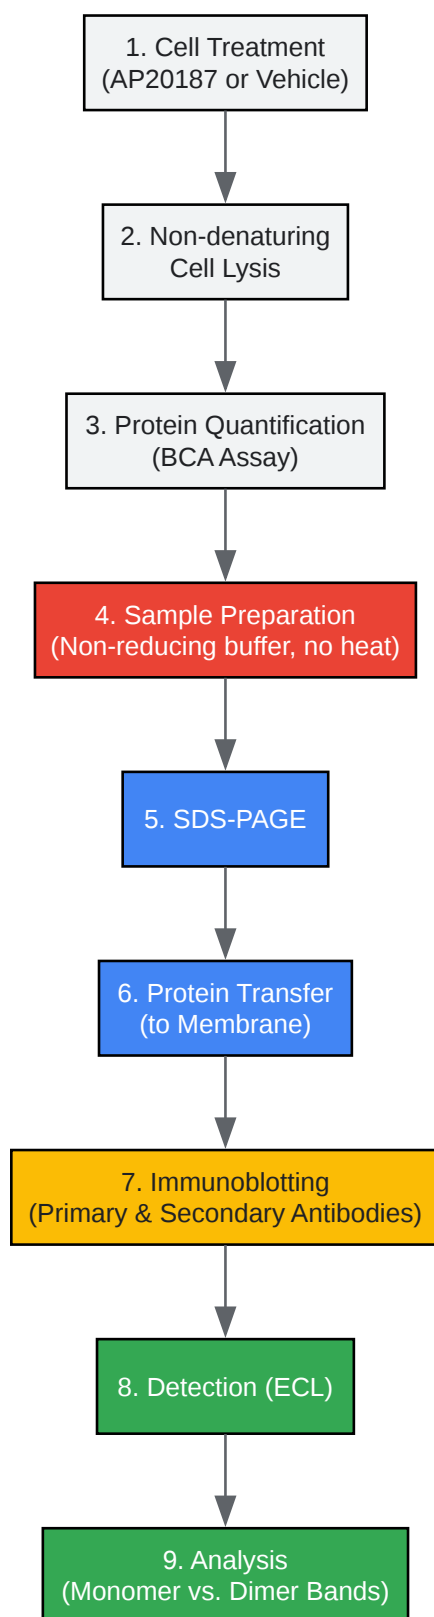 1. Cell Treatment
(AP20187 or Vehicle)
2. Non-denaturing
Cell Lysis
3. Protein Quantification
(BCA Assay)
4. Sample Preparation
(Non-reducing buffer, no heat)
5. SDS-PAGE
6. Protein Transfer
(to Membrane)
7. Immunoblotting
(Primary & Secondary Antibodies)
8. Detection (ECL)
9. Analysis
(Monomer vs. Dimer Bands)